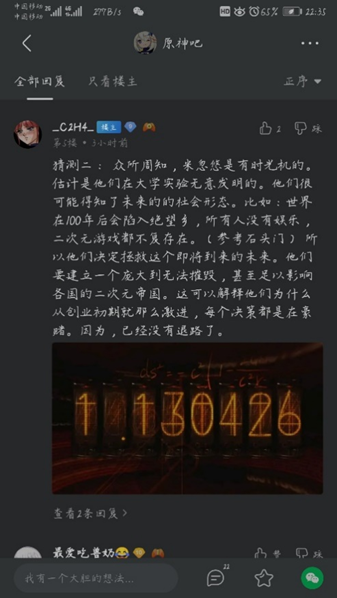 中国移动 中国移动 277B/s HD 65% 22:35
原神吧
全部回复 只看楼主 正序
_C2H4_ 楼主 2 踩
第5楼 · 3小时前
猜测二： 众所周知，米忽悠是有时光机的。
估计是他们在大学实验无意发明的。他们很
可能得知了未来的的社会形态。比如：世界
在100年后会陷入绝望乡，所有人没有娱乐，
二次元游戏都不复存在。（参考石头门） 所
以他们决定拯救这个即将到来的未来。他们
要建立一个庞大到无法摧毁，甚至足以影响
各国的二次元帝国。这可以解释他们为什么
从创业初期就那么激进，每个决策都是在豪
赌。因为，已经没有退路了。
1.130426
查看2条回复
最爱吃兽奶 赞 踩
我有一个大胆的想法... 22